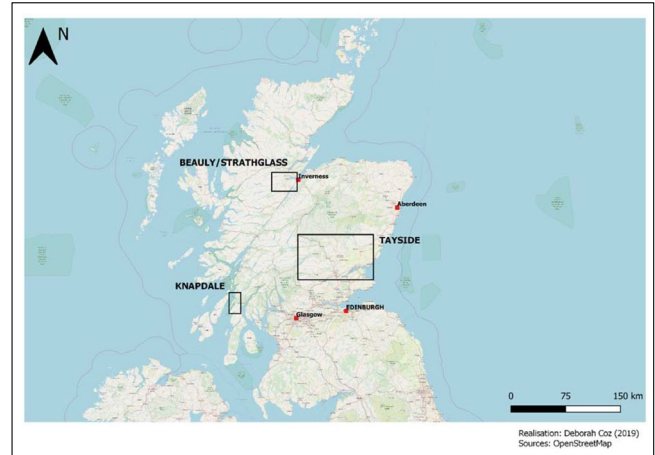 N
BEAULY/STRATHGLASS
Inverness
Aberdeen
TAYSIDE
KNAPDALE
EDINBURGH
Glasgow
0 75 150 km
Realisation: Deborah Coz (2019)
Sources: OpenStreetMap